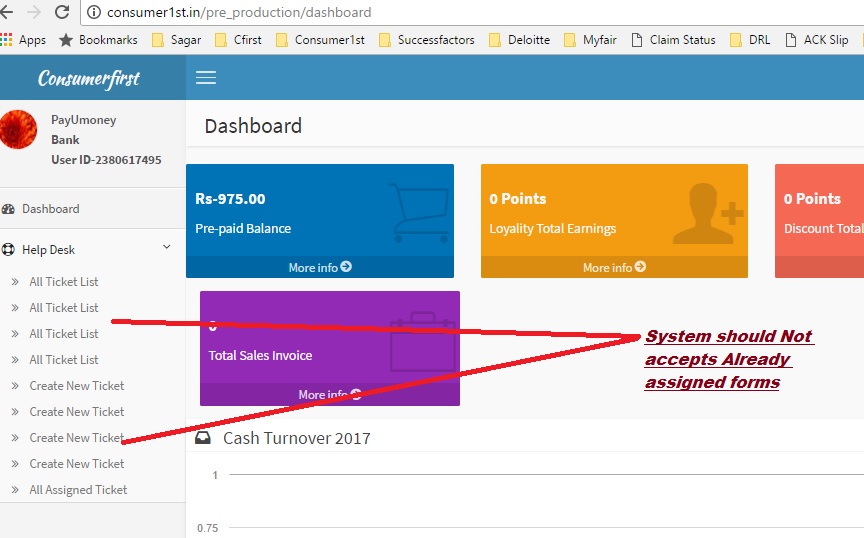 consumer1st.in/pre_production/dashboard
Apps Bookmarks Sagar Cfirst Consumer1st Successfactors Deloitte Myfair Claim Status DRL ACK Slip
Consumerfirst
PayUmoney
Bank
User ID-2380617495
Dashboard
Help Desk
All Ticket List
All Ticket List
All Ticket List
All Ticket List
Create New Ticket
Create New Ticket
Create New Ticket
Create New Ticket
All Assigned Ticket
Dashboard
Rs-975.00
Pre-paid Balance
More info
0 Points
Loyality Total Earnings
More info
0 Points
Discount Total
Total Sales Invoice
More info
System should Not
accepts Already
assigned forms
Cash Turnover 2017
1
0.75